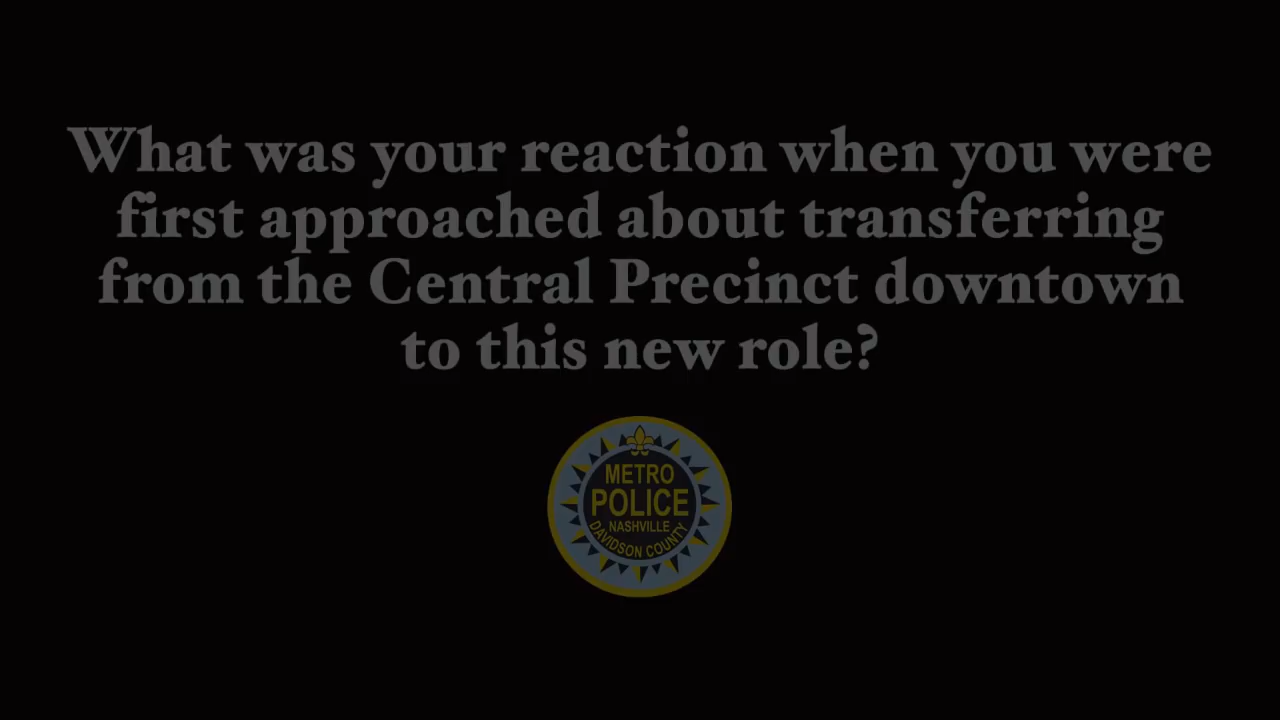 What was your reaction when you were
first approached about transferring
from the Central Precinct downtown
to this new role?
METRO
POLICE
NASHVILLE
DAVIDSON COUNTY